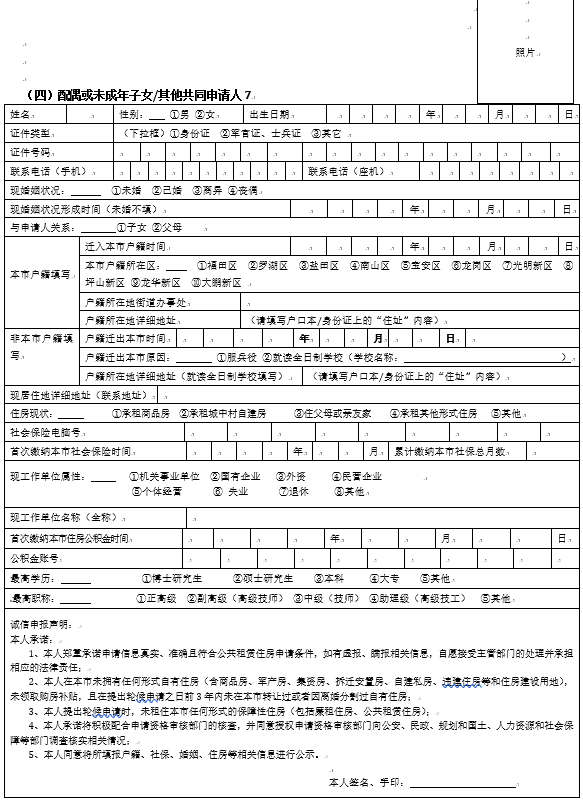 照片
（四）配偶或未成年子女/其他共同申请人 7
姓名 性别：___ ①男 ②女 出生日期 年 月 日
证件类型 （下拉框）①身份证 ②军官证、士兵证 ③其它
证件号码
联系电话（手机） 联系电话（座机）
现婚姻状况：______ ①未婚 ②已婚 ③离异 ④丧偶
现婚姻状况形成时间（未婚不填） 年 月 日
与申请人关系：_______①子女 ②父母
本市户籍填写 迁入本市户籍时间 年 月 日
本市户籍所在区：____ ①福田区 ②罗湖区 ③盐田区 ④南山区 ⑤宝安区 ⑥龙岗区 ⑦光明新区 ⑧
坪山新区 ⑨龙华新区 ⑩大鹏新区
户籍所在地街道办事处
户籍所在地详细地址 （请填写户口本/身份证上的“住址”内容）
非本市户籍填写 户籍迁出本市时间 年 月 日
户籍迁出本市原因：_______ ①服兵役 ②就读全日制学校（学校名称：______）
户籍所在地详细地址（就读全日制学校填写） （请填写户口本/身份证上的“住址”内容）
现居住地详细地址（联系地址）
住房现状：_____ ①承租商品房 ②承租城中村自建房 ③住父母或亲友家 ④承租其他形式住房 ⑤其他
社会保险电脑号
首次缴纳本市社会保险时间 年 月 累计缴纳本市社保总月数
现工作单位属性：____ ①机关事业单位 ②国有企业 ③外资 ④民营企业
⑤个体经营 ⑥ 失业 ⑦退休 ⑧其他
现工作单位名称（全称）
首次缴纳本市住房公积金时间 年 月 日
公积金账号
最高学历：______ ①博士研究生 ②硕士研究生 ③本科 ④大专 ⑤其他
最高职称：______ ①正高级 ②副高级（高级技师） ③中级（技师） ④助理级（高级技工） ⑤其他
诚信申报声明：
本人承诺：
1、本人郑重承诺申请信息真实、准确且符合公共租赁住房申请条件，如有虚报、瞒报相关信息，自愿接受主管部门的处理并承担
相应的法律责任；
2、本人在本市未拥有任何形式自有住房（含商品房、军产房、集资房、拆迁安置房、自建私房、违建住房等和住房建设用地），
未领取购房补贴，且在提出轮候申请之日前 3 年内未在本市转让过或者因离婚分割过自有住房；
3、本人提出轮候申请时，未租住本市任何形式的保障性住房（包括廉租住房、公共租赁住房）；
4、本人承诺将积极配合申请资格审核部门的核查，并同意授权申请资格审核部门向公安、民政、规划和国土、人力资源和社会保
障等部门调查核实相关情况；
5、本人同意将所填报户籍、社保、婚姻、住房等相关信息进行公示。
本人签名、手印：__________________